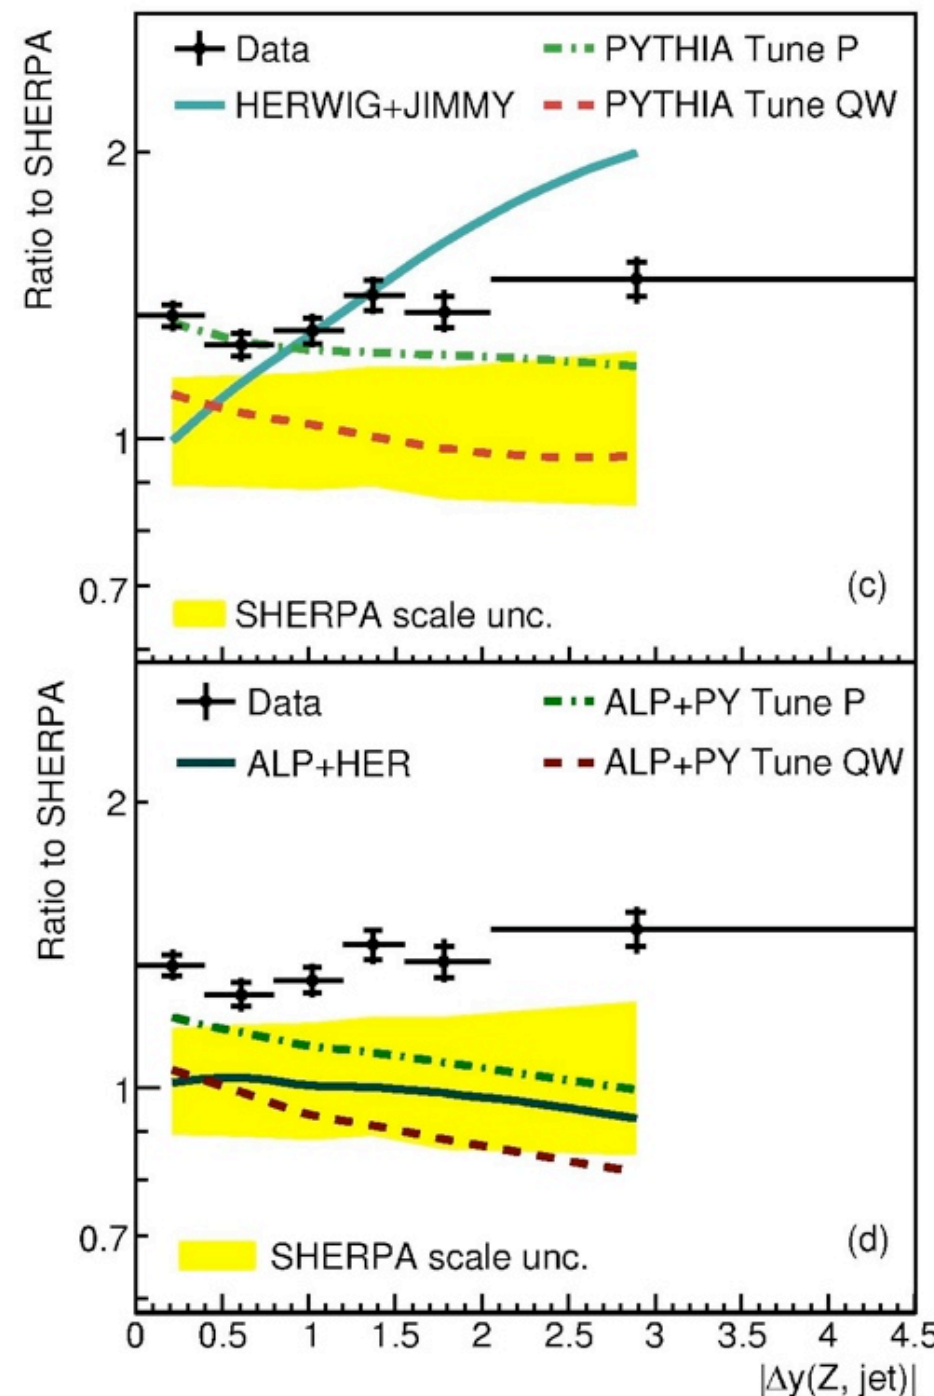 Ratio to SHERPA
Data
PYTHIA Tune P
HERWIG+JIMMY
PYTHIA Tune QW
2
1
0.7
(c)
SHERPA scale unc.
Ratio to SHERPA
Data
ALP+PY Tune P
ALP+HER
ALP+PY Tune QW
2
1
0.7
(d)
SHERPA scale unc.
0 0.5 1 1.5 2 2.5 3 3.5 4 4.5
|Δy(Z, jet)|